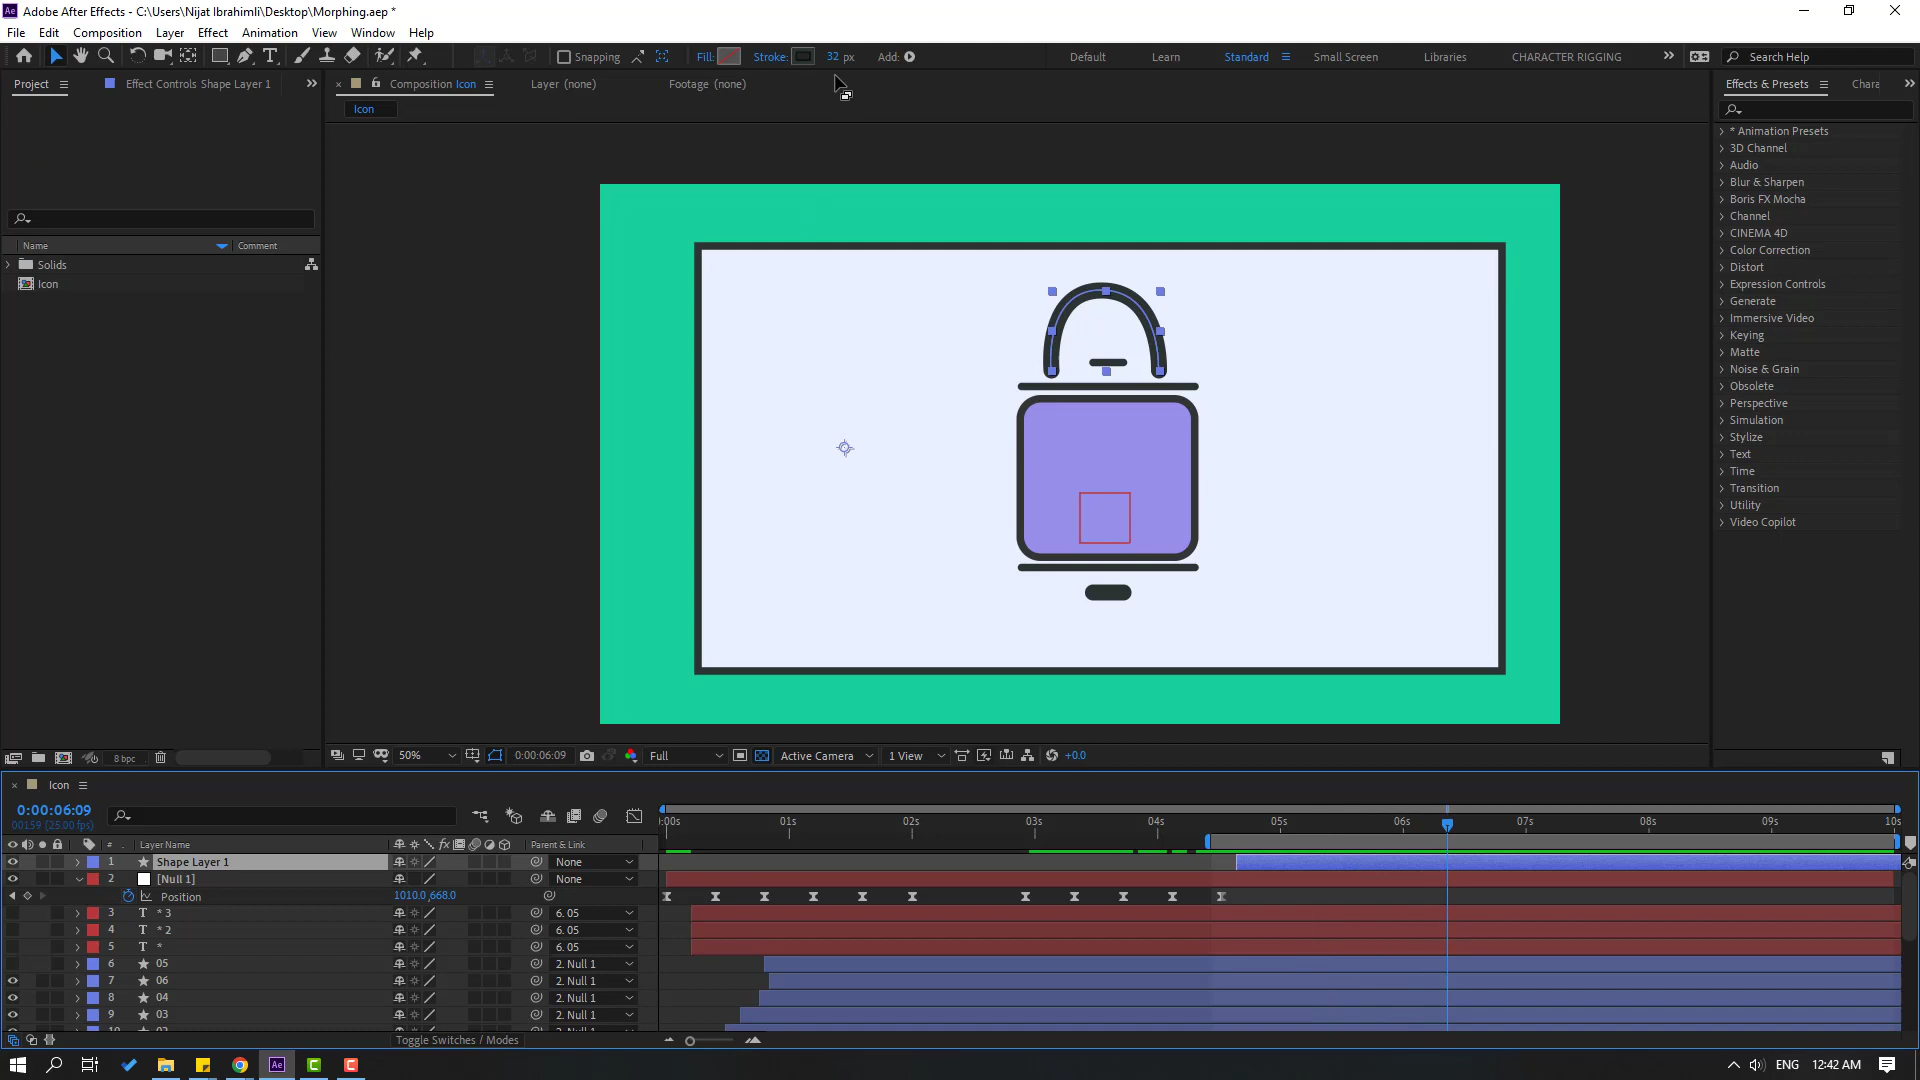 Adobe After Effects - C:\Users\Nijat Ibrahimli\Desktop\Morphing.aep *
File Edit Composition Layer Effect Animation View Window Help
Snapping Fill: Stroke: 32 px Add: Default Learn Standard Small Screen Libraries CHARACTER RIGGING Search Help
Project Effect Controls Shape Layer 1 Composition Icon Layer (none) Footage (none) Effects & Presets Chara
Icon
Name Comment
Solids
Icon
* Animation Presets
3D Channel
Audio
Blur & Sharpen
Boris FX Mocha
Channel
CINEMA 4D
Color Correction
Distort
Expression Controls
Generate
Immersive Video
Keying
Matte
Noise & Grain
Obsolete
Perspective
Simulation
Stylize
Text
Time
Transition
Utility
Video Copilot
8 bpc 50% 0:00:06:09 Full Active Camera 1 View +0.0
Icon
0:00:06:09
00159 (25.00 fps)
:00s 01s 02s 03s 04s 05s 06s 07s 08s 09s 10s
# Layer Name Parent & Link
1 Shape Layer 1 None
2 [Null 1] None
Position 1010.0,668.0
3 T * 3 6. 05
4 T * 2 6. 05
5 T * 6. 05
6 05 2. Null 1
7 06 2. Null 1
8 04 2. Null 1
9 03 2. Null 1
Toggle Switches / Modes
ENG 12:42 AM